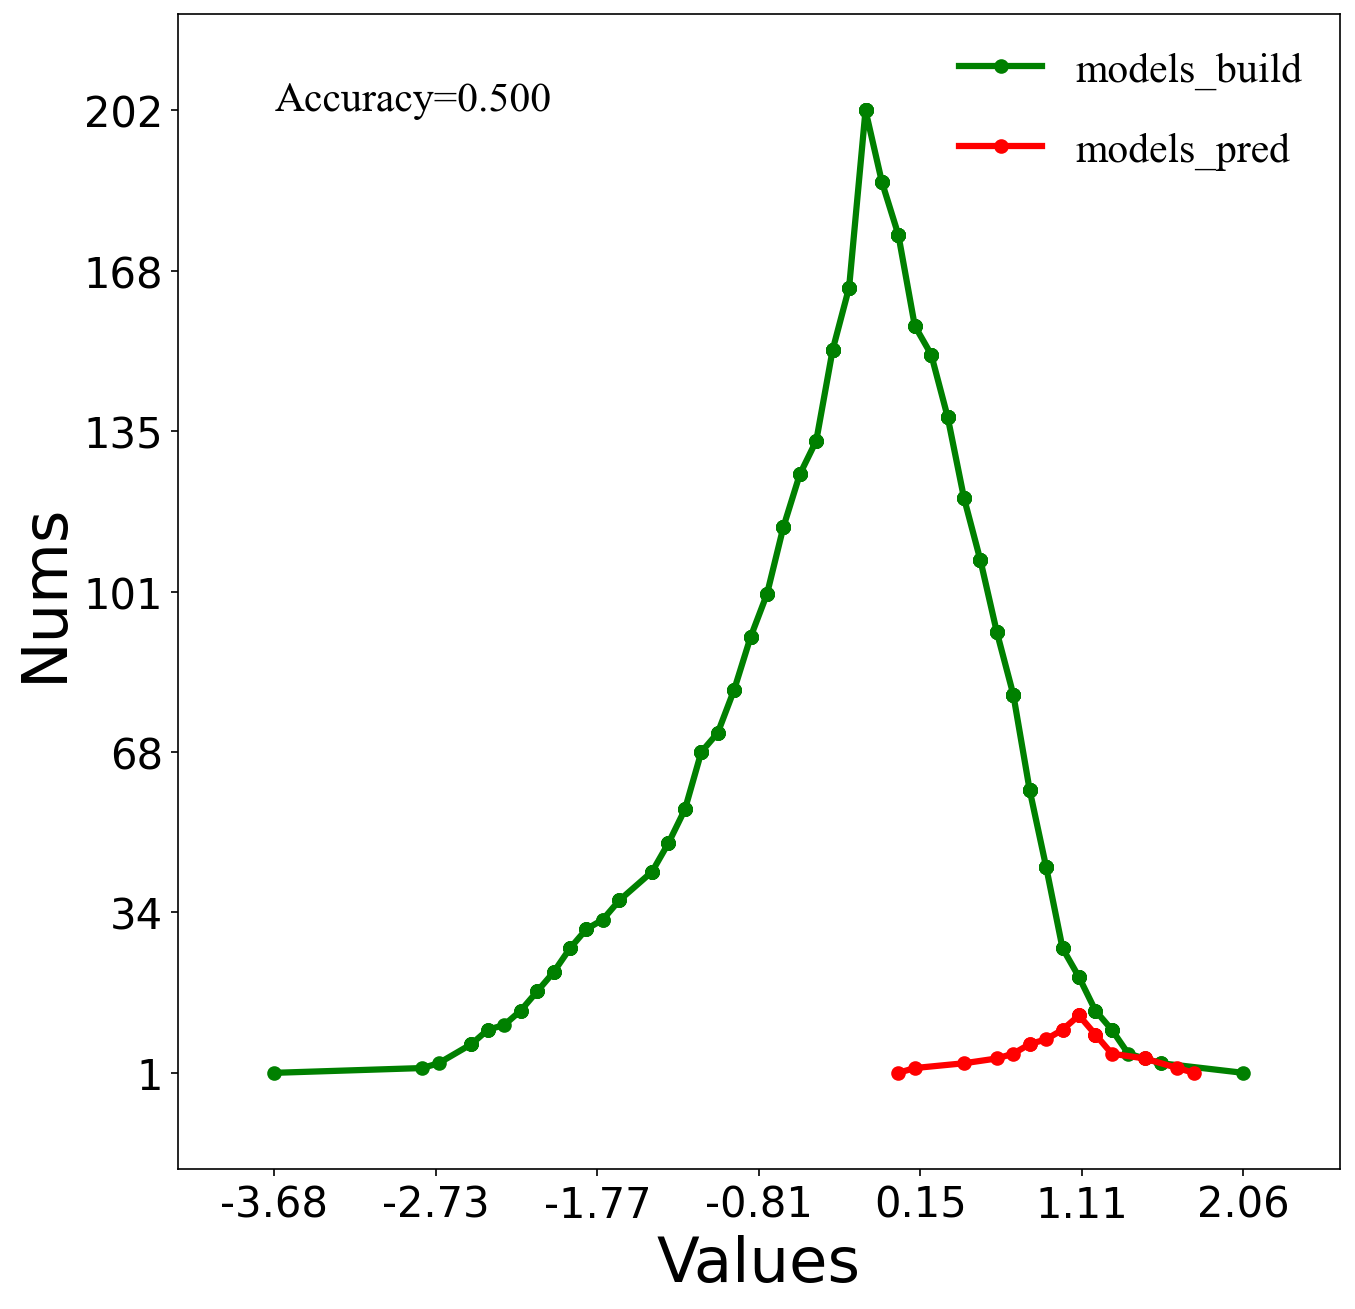 Accuracy=0.500
models_build
models_pred
202
168
135
101
68
34
1
Nums
-3.68
-2.73
-1.77
-0.81
0.15
1.11
2.06
Values